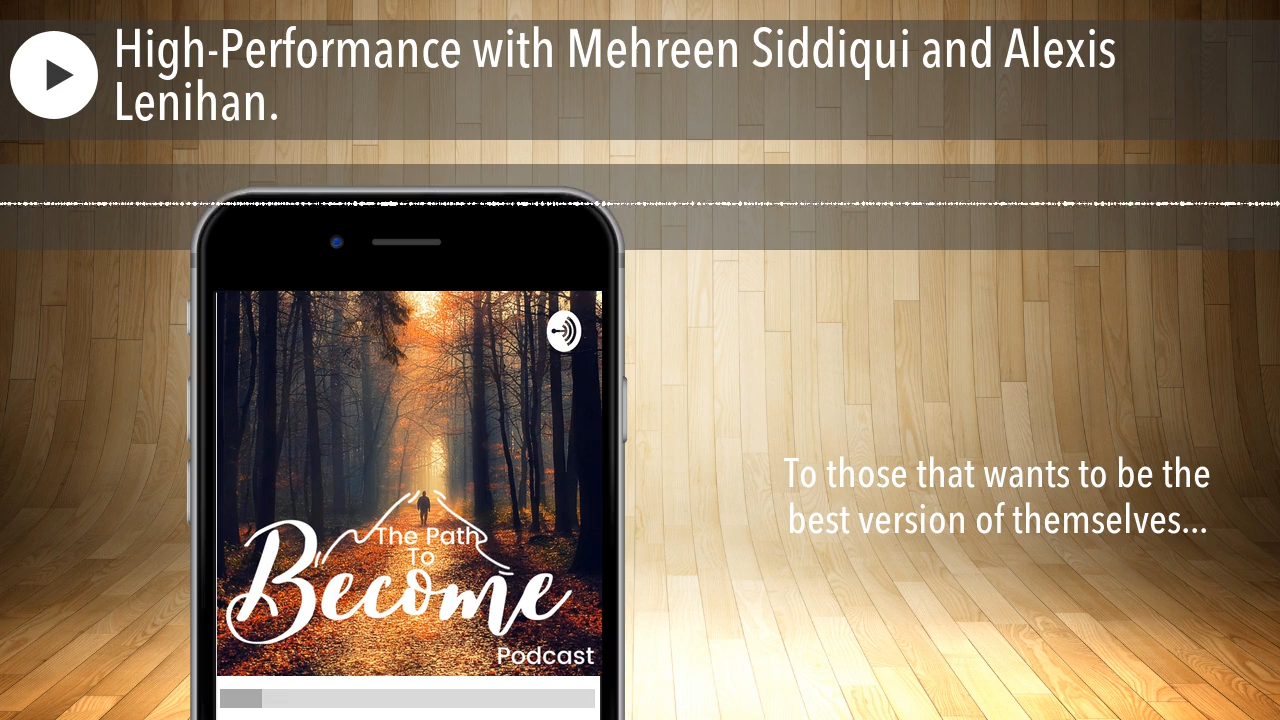 High-Performance with Mehreen Siddiqui and Alexis
Lenihan.
The Path
To
Become
Podcast
To those that wants to be the
best version of themselves...